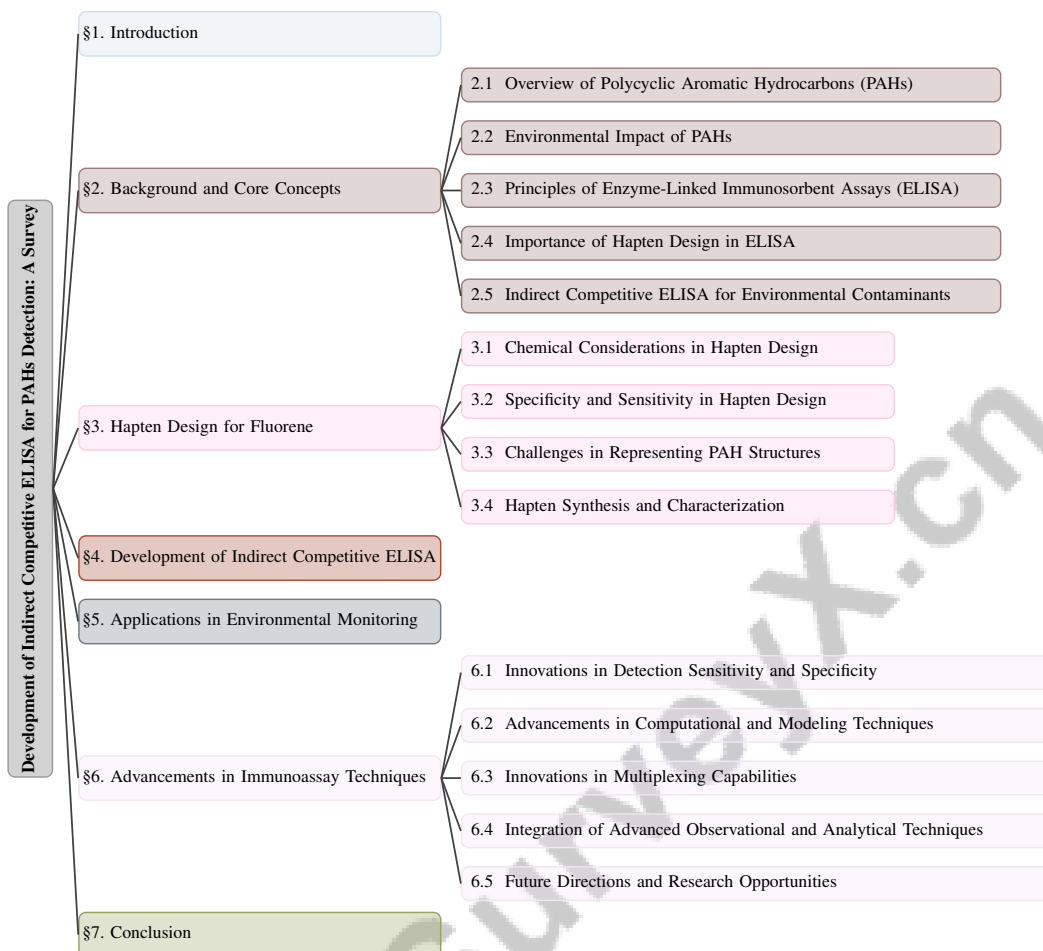 Development of Indirect Competitive ELISA for PAHs Detection: A Survey
§1. Introduction
§2. Background and Core Concepts
2.1 Overview of Polycyclic Aromatic Hydrocarbons (PAHs)
2.2 Environmental Impact of PAHs
2.3 Principles of Enzyme-Linked Immunosorbent Assays (ELISA)
2.4 Importance of Hapten Design in ELISA
2.5 Indirect Competitive ELISA for Environmental Contaminants
§3. Hapten Design for Fluorene
3.1 Chemical Considerations in Hapten Design
3.2 Specificity and Sensitivity in Hapten Design
3.3 Challenges in Representing PAH Structures
3.4 Hapten Synthesis and Characterization
§4. Development of Indirect Competitive ELISA
§5. Applications in Environmental Monitoring
§6. Advancements in Immunoassay Techniques
6.1 Innovations in Detection Sensitivity and Specificity
6.2 Advancements in Computational and Modeling Techniques
6.3 Innovations in Multiplexing Capabilities
6.4 Integration of Advanced Observational and Analytical Techniques
6.5 Future Directions and Research Opportunities
§7. Conclusion
SurveyX.cn